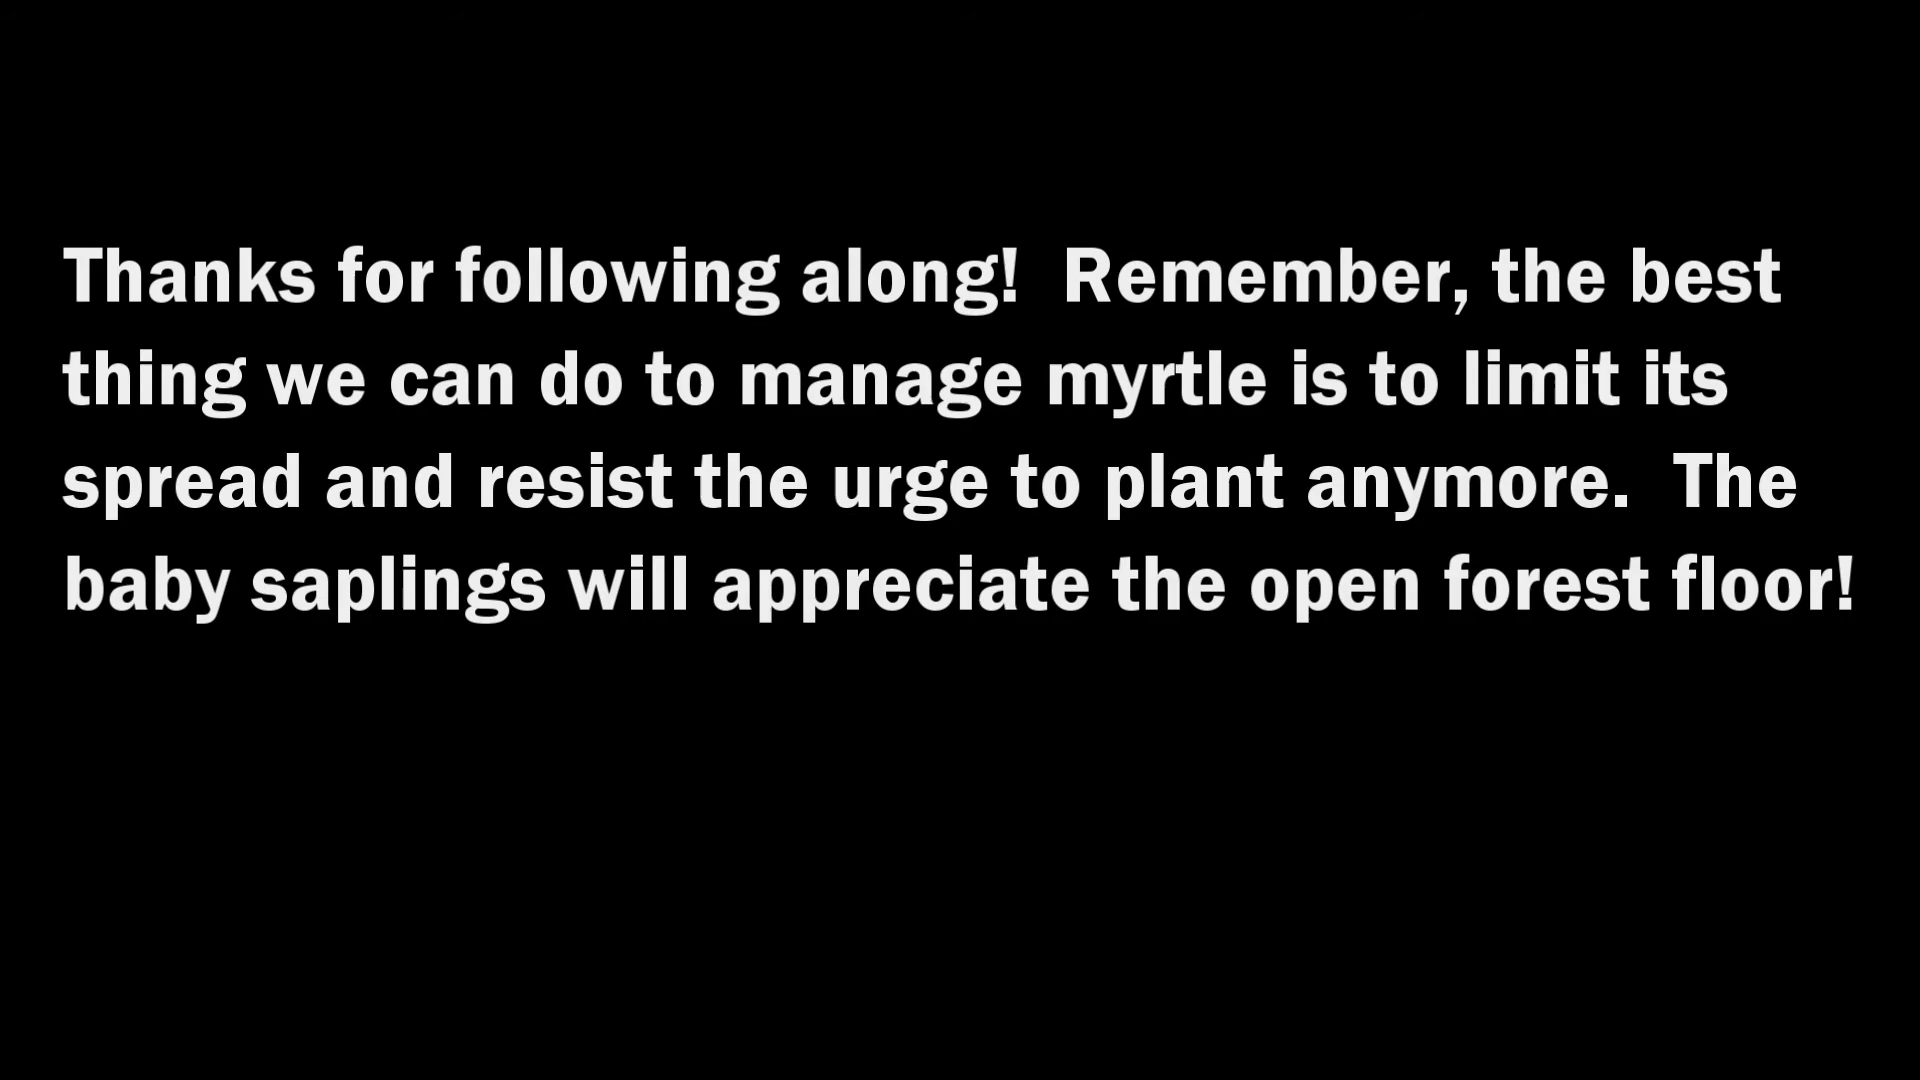 Thanks for following along!  Remember, the best
thing we can do to manage myrtle is to limit its
spread and resist the urge to plant anymore.  The
baby saplings will appreciate the open forest floor!